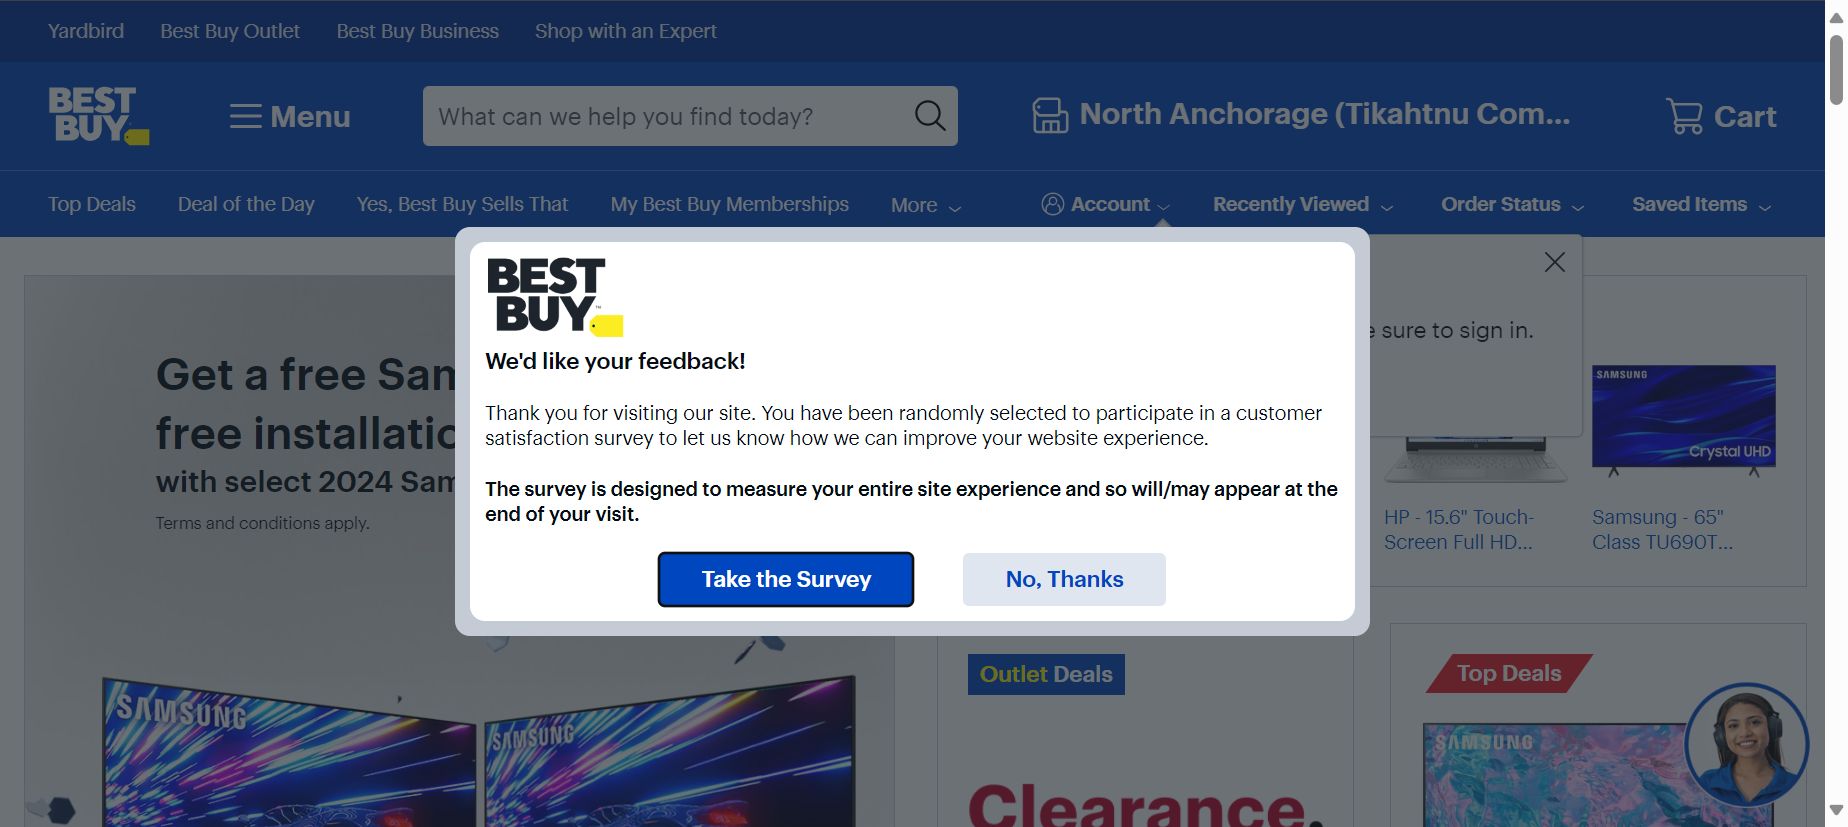 Yardbird
Best Buy Outlet
Best Buy Business
Shop with an Expert
BEST
BUY
Menu
What can we help you find today?
North Anchorage (Tikahtnu Com...
Cart
Top Deals
Deal of the Day
Yes, Best Buy Sells That
My Best Buy Memberships
More
Account
Recently Viewed
Order Status
Saved Items
BEST
BUY
We'd like your feedback!
Thank you for visiting our site. You have been randomly selected to participate in a customer
satisfaction survey to let us know how we can improve your website experience.
The survey is designed to measure your entire site experience and so will/may appear at the
end of your visit.
Take the Survey
No, Thanks
sure to sign in.
Get a free Sam
free installatio
with select 2024 Sam
Terms and conditions apply.
SAMSUNG
SAMSUNG
SAMSUNG
Crystal UHD
HP - 15.6" Touch-
Screen Full HD...
Samsung - 65"
Class TU690T...
Outlet Deals
Clearance.
Top Deals
SAMSUNG